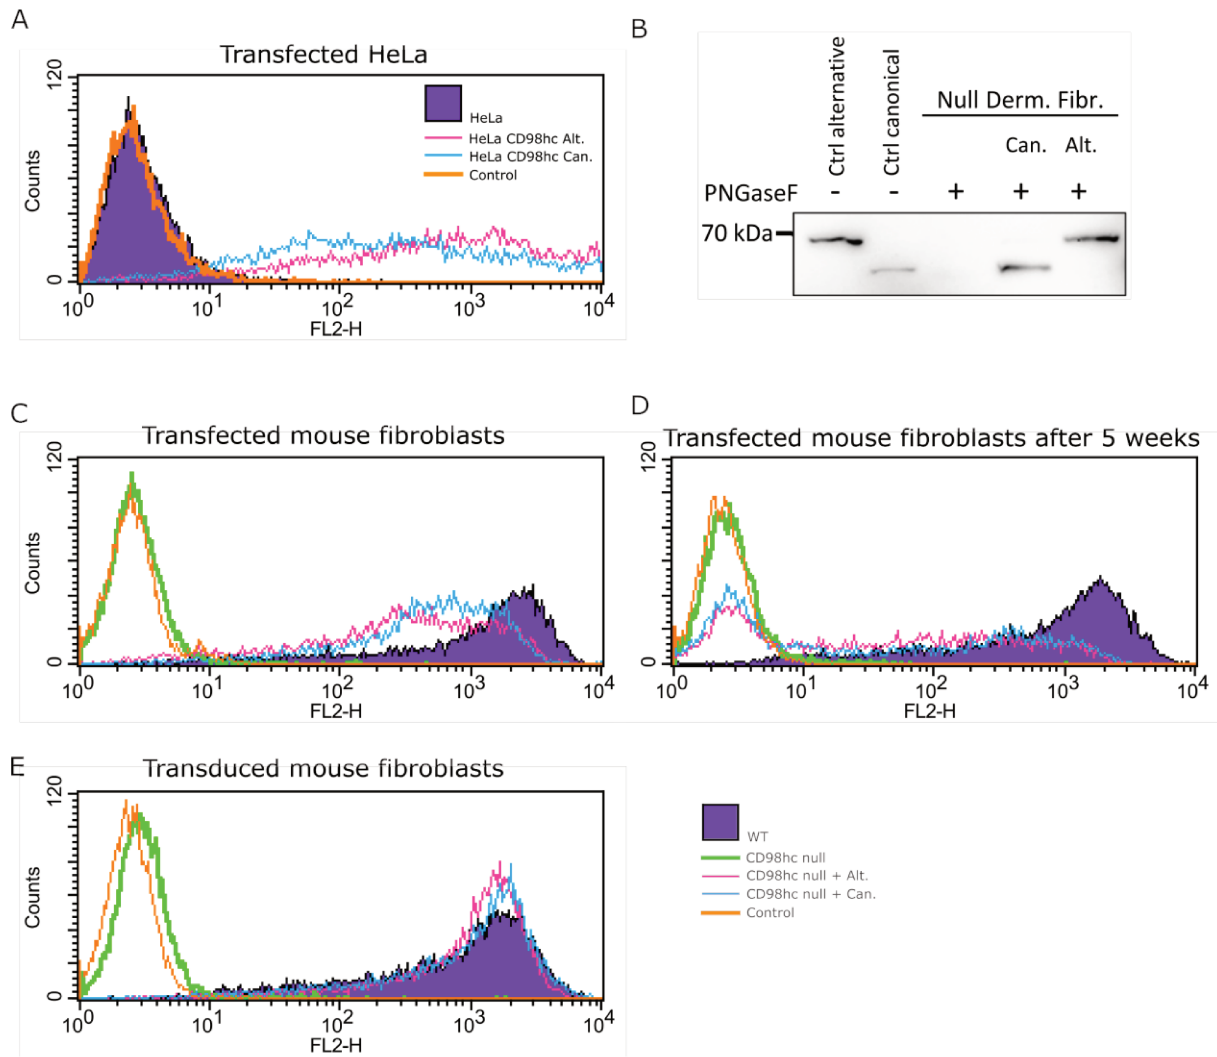 A
Transfected HeLa
120
Counts
0
HeLa
HeLa CD98hc Alt.
HeLa CD98hc Can.
Control
10^0 10^1 10^2 10^3 10^4
FL2-H
B
Ctrl alternative
Ctrl canonical
Null Derm. Fibr.
Can. Alt.
PNGaseF - - + + +
70 kDa
C
Transfected mouse fibroblasts
120
Counts
0
10^0 10^1 10^2 10^3 10^4
FL2-H
D
Transfected mouse fibroblasts after 5 weeks
120
Counts
0
10^0 10^1 10^2 10^3 10^4
FL2-H
E
Transduced mouse fibroblasts
120
Counts
0
10^0 10^1 10^2 10^3 10^4
FL2-H
WT
CD98hc null
CD98hc null + Alt.
CD98hc null + Can.
Control